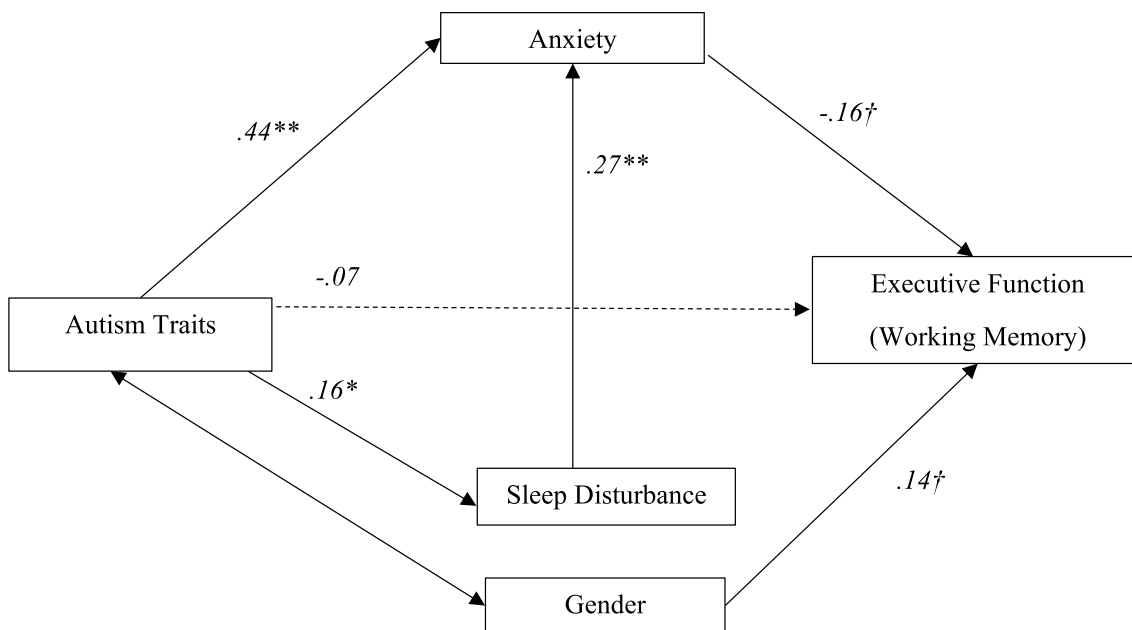 Anxiety
.44**
-.16†
.27**
-.07
Executive Function
(Working Memory)
Autism Traits
.16*
Sleep Disturbance
.14†
Gender